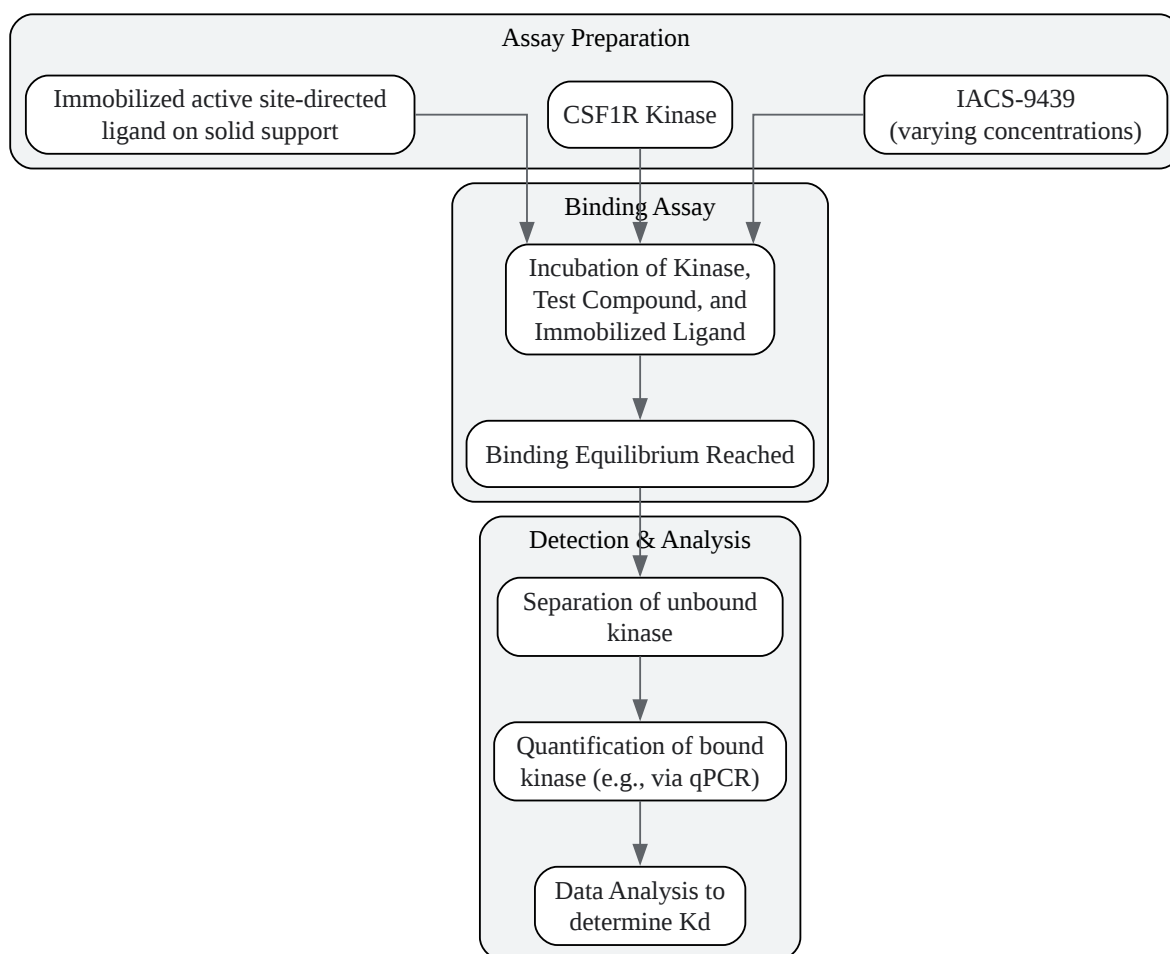 Assay Preparation
Immobilized active site-directed
ligand on solid support
CSF1R Kinase
IACS-9439
(varying concentrations)
Binding Assay
Incubation of Kinase,
Test Compound, and
Immobilized Ligand
Binding Equilibrium Reached
Detection & Analysis
Separation of unbound
kinase
Quantification of bound
kinase (e.g., via qPCR)
Data Analysis to
determine Kd